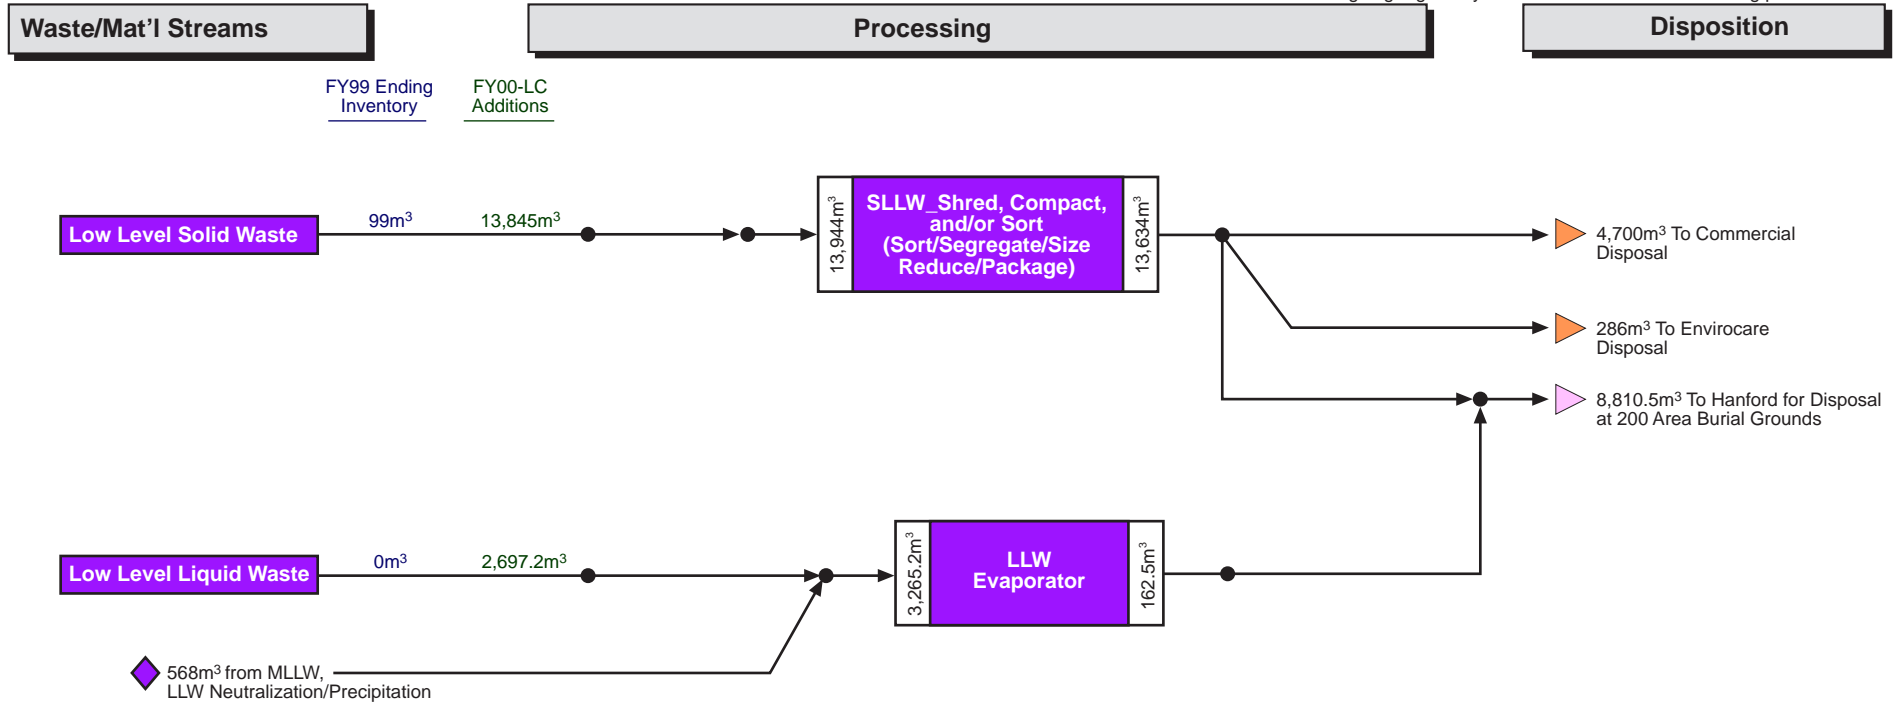 Waste/Mat'l Streams
Processing
Disposition
FY99 Ending
Inventory
FY00-LC
Additions
Low Level Solid Waste
99m³
13,845m³
13,944m³
SLLW_Shred, Compact,
and/or Sort
(Sort/Segregate/Size
Reduce/Package)
13,634m³
4,700m³ To Commercial
Disposal
286m³ To Envirocare
Disposal
8,810.5m³ To Hanford for Disposal
at 200 Area Burial Grounds
Low Level Liquid Waste
0m³
2,697.2m³
3,265.2m³
LLW
Evaporator
162.5m³
568m³ from MLLW,
LLW Neutralization/Precipitation